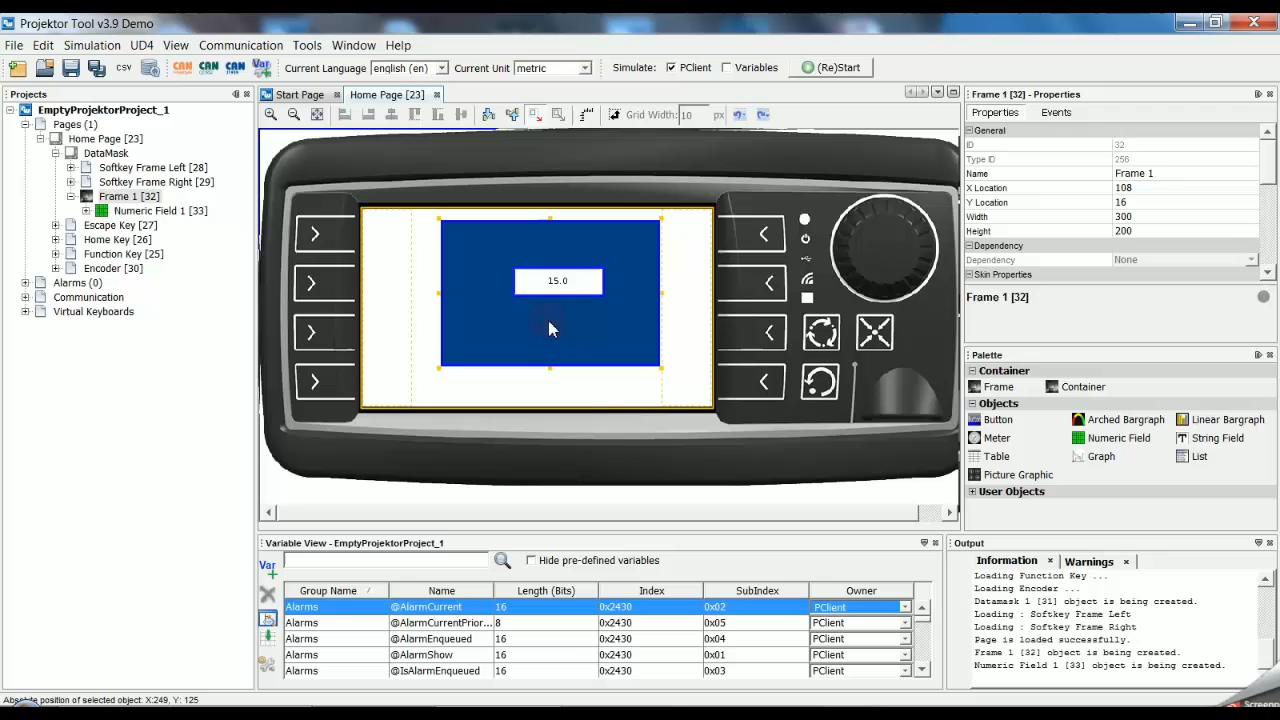 Projektor Tool v3.9 Demo
File Edit Simulation UD4 View Communication Tools Window Help
CSV CAN CAN CAN Var Current Language english (en) Current Unit metric Simulate: PClient Variables (Re)Start
Projects
EmptyProjektorProject_1
Pages (1)
Home Page [23]
DataMask
Softkey Frame Left [28]
Softkey Frame Right [29]
Frame 1 [32]
Numeric Field 1 [33]
Escape Key [27]
Home Key [26]
Function Key [25]
Encoder [30]
Alarms (0)
Communication
Virtual Keyboards
Start Page Home Page [23]
Grid Width: 10 px
15.0
Frame 1 [32] - Properties
Properties Events
General
ID 32
Type ID 256
Name Frame 1
X Location 108
Y Location 16
Width 300
Height 200
Dependency
Dependency None
Skin Properties
Frame 1 [32]
Palette
Container
Frame Container
Objects
Button Arched Bargraph Linear Bargraph
Meter Numeric Field String Field
Table Graph List
Picture Graphic
User Objects
Variable View - EmptyProjektorProject_1
Var Hide pre-defined variables
Group Name Name Length (Bits) Index SubIndex Owner
Alarms @AlarmCurrent 16 0x2430 0x02 PClient
Alarms @AlarmCurrentPrior... 8 0x2430 0x05 PClient
Alarms @AlarmEnqueued 16 0x2430 0x04 PClient
Alarms @AlarmShow 16 0x2430 0x01 PClient
Alarms @IsAlarmEnqueued 16 0x2430 0x03 PClient
Output
Information Warnings
Loading Function Key ...
Loading Encoder ...
Datamask 1 [31] object is being created.
Loading : Softkey Frame Left
Loading : Softkey Frame Right
Page is loaded successfully.
Frame 1 [32] object is being created.
Numeric Field 1 [33] object is being created.
Absolute position of selected object: X:249, Y: 125